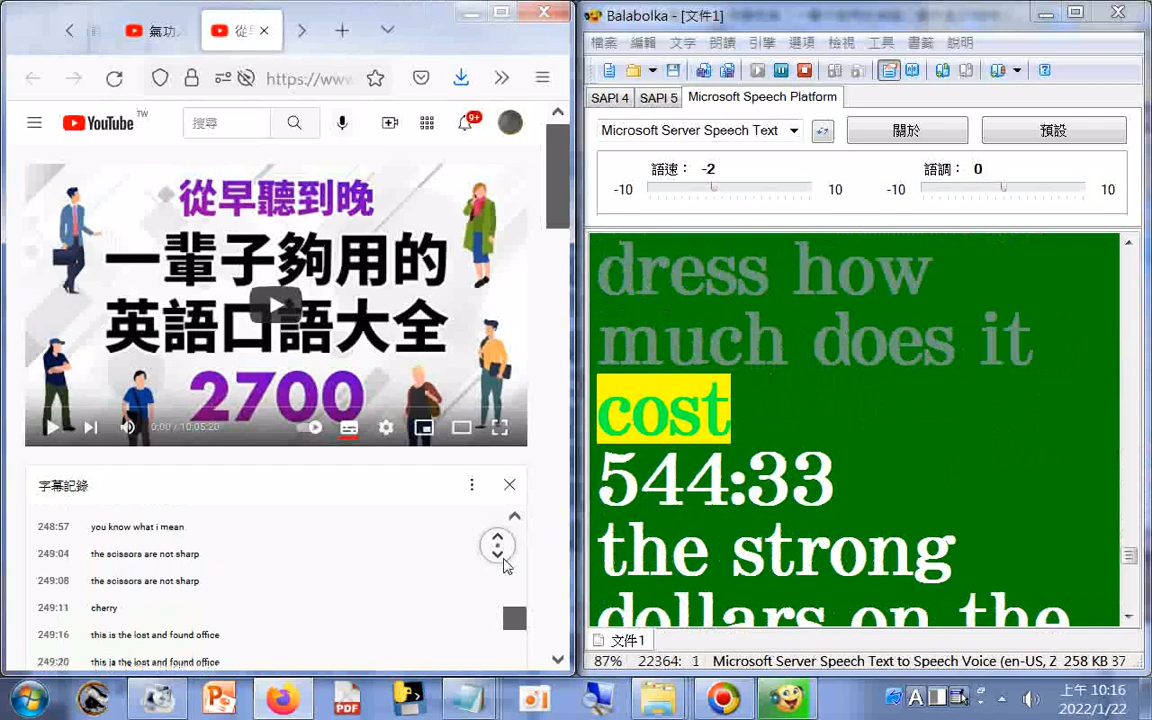 氣功
從
https://www
YouTube TW
搜尋
9+
從早聽到晚
一輩子夠用的
英語口語大全
2700
0:00 / 10:05:20
字幕記錄
248:57 you know what i mean
249:04 the scissors are not sharp
249:08 the scissors are not sharp
249:11 cherry
249:16 this is the lost and found office
249:20 this is the lost and found office
Balabolka - [文件1]
檔案 編輯 文字 朗讀 引擎 選項 檢視 工具 書籤 說明
SAPI 4 SAPI 5 Microsoft Speech Platform
Microsoft Server Speech Text 關於 預設
語速： -2 語調： 0
-10 10 -10 10
dress how
much does it
cost
544:33
the strong
dollars on the
文件1
87% 22364: 1 Microsoft Server Speech Text to Speech Voice (en-US, Z 258 KB 37
PDF
A
上午 10:16
2022/1/22